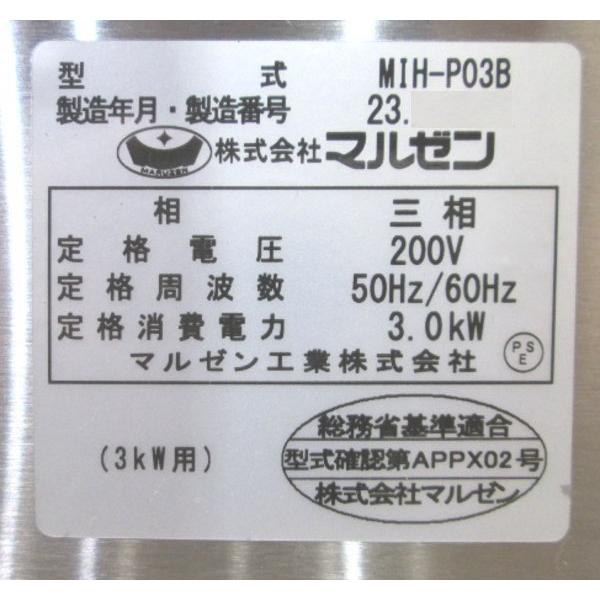 型式 MIH-P03B
製造年月・製造番号 23.
MARUZEN 株式会社マルゼン
相 三相
定格電圧 200V
定格周波数 50Hz/60Hz
定格消費電力 3.0kW
マルゼン工業株式会社 PSE
総務省基準適合
(3kW用) 型式確認第APPX02号
株式会社マルゼン